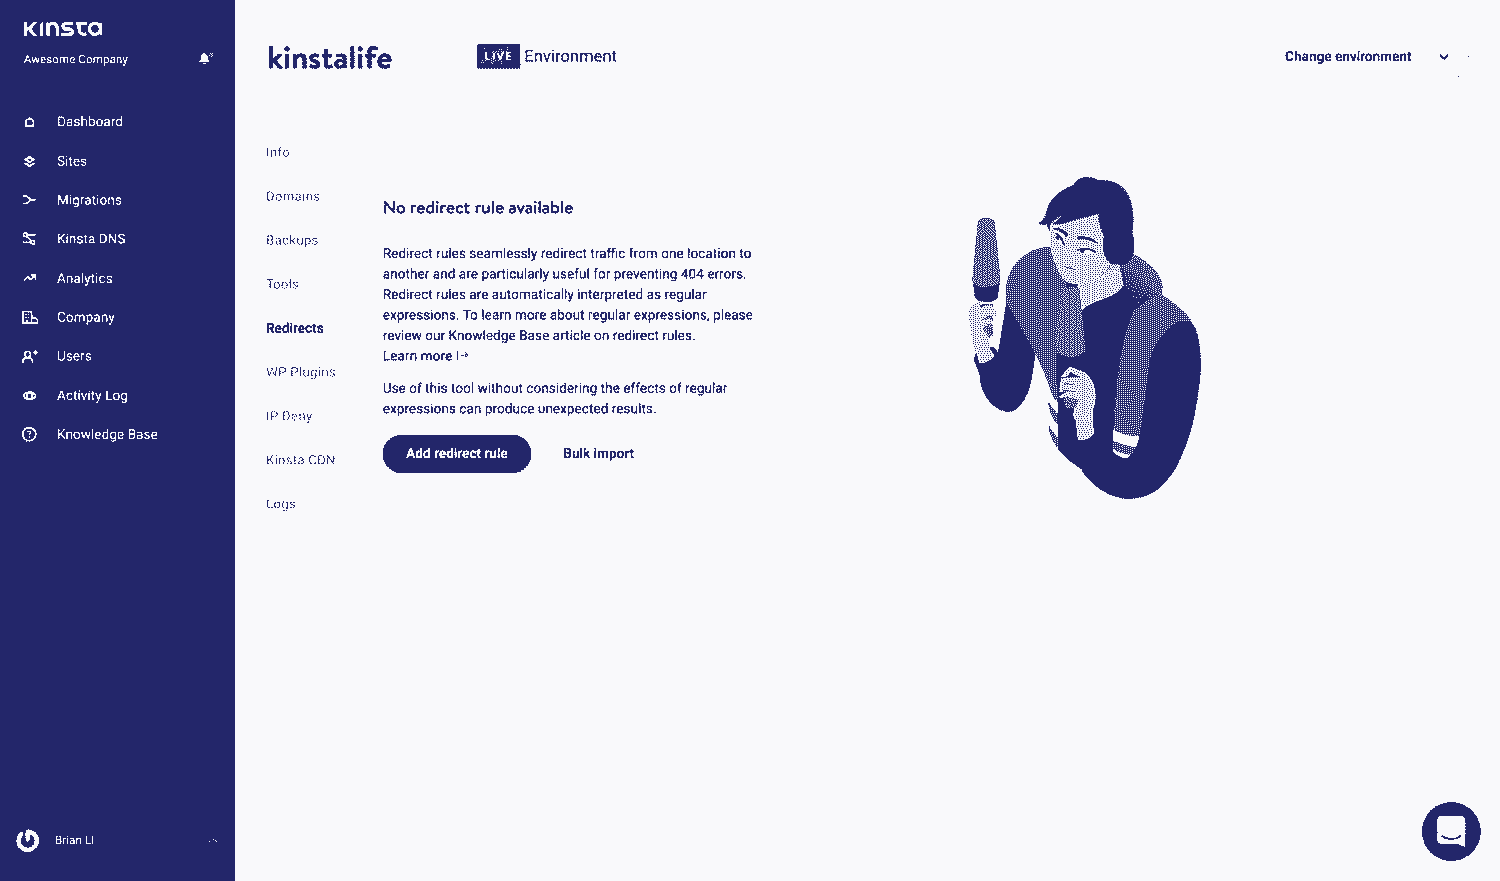 KINSTA
Awesome Company
Dashboard
Sites
Migrations
Kinsta DNS
Analytics
Company
Users
Activity Log
Knowledge Base
Brian LI
kinstalife
LIVE Environment
Change environment
Info
Domains
Backups
Tools
Redirects
WP Plugins
IP Deny
Kinsta CDN
Logs
No redirect rule available
Redirect rules seamlessly redirect traffic from one location to
another and are particularly useful for preventing 404 errors.
Redirect rules are automatically interpreted as regular
expressions. To learn more about regular expressions, please
review our Knowledge Base article on redirect rules.
Learn more
Use of this tool without considering the effects of regular
expressions can produce unexpected results.
Add redirect rule
Bulk import